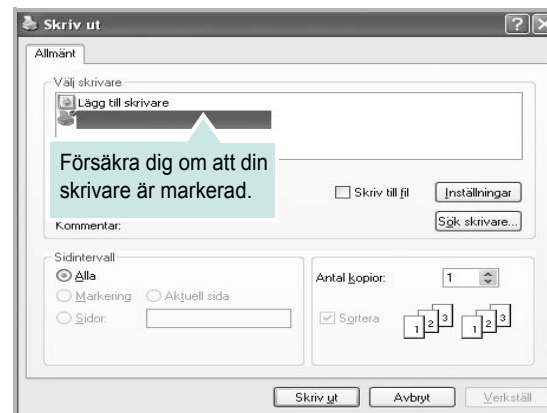 Skriv ut
Allmänt
Välj skrivare
Lägg till skrivare
Försäkra dig om att din
skrivare är markerad.
Skriv till fil
Inställningar
Kommentar:
Sök skrivare...
Sidintervall
Alla
Markering Aktuell sida
Sidor:
Antal kopior: 1
Sortera
1 2 3 1 2 3
Skriv ut Avbryt Verkställ